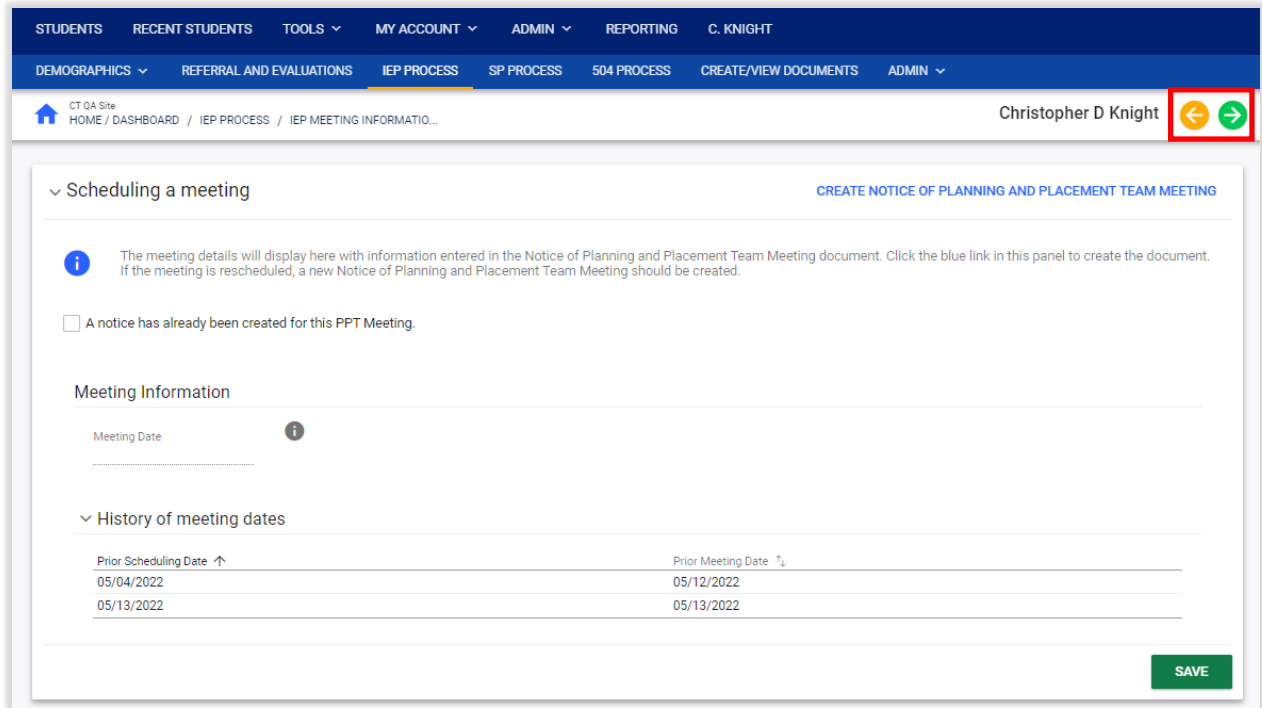 STUDENTS RECENT STUDENTS TOOLS MY ACCOUNT ADMIN REPORTING C. KNIGHT
DEMOGRAPHICS REFERRAL AND EVALUATIONS IEP PROCESS SP PROCESS 504 PROCESS CREATE/VIEW DOCUMENTS ADMIN
CT QA Site
HOME / DASHBOARD / IEP PROCESS / IEP MEETING INFORMATIO...
Christopher D Knight
Scheduling a meeting
CREATE NOTICE OF PLANNING AND PLACEMENT TEAM MEETING
The meeting details will display here with information entered in the Notice of Planning and Placement Team Meeting document. Click the blue link in this panel to create the document.
If the meeting is rescheduled, a new Notice of Planning and Placement Team Meeting should be created.
A notice has already been created for this PPT Meeting.
Meeting Information
Meeting Date
History of meeting dates
Prior Scheduling Date Prior Meeting Date
05/04/2022 05/12/2022
05/13/2022 05/13/2022
SAVE